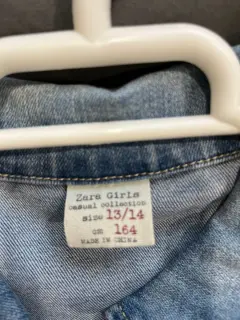 Zara Girls
casual collection
size 13/14
cm 164
MADE IN CHINA